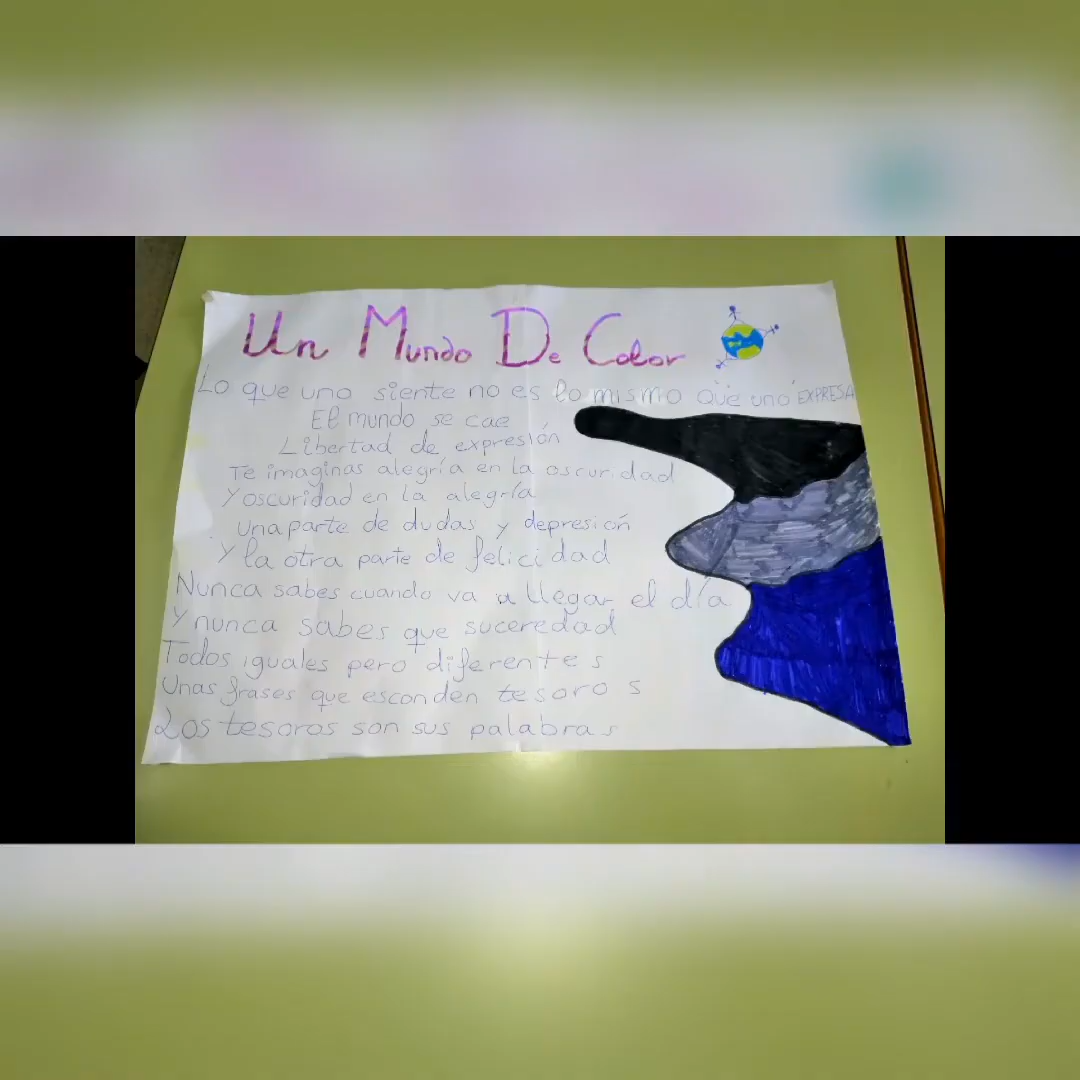 Un Mundo De Color
Lo que uno siente no es lo mismo que uno EXPRESA
El mundo se cae
Libertad de expresión
Te imaginas alegría en la oscuridad
Y oscuridad en la alegría
Una parte de dudas y depresión
Y la otra parte de felicidad
Nunca sabes cuando va a llegar el día
Y nunca sabes que suceredad
Todos iguales pero diferentes
Unas frases que esconden tesoros
Los tesoros son sus palabras